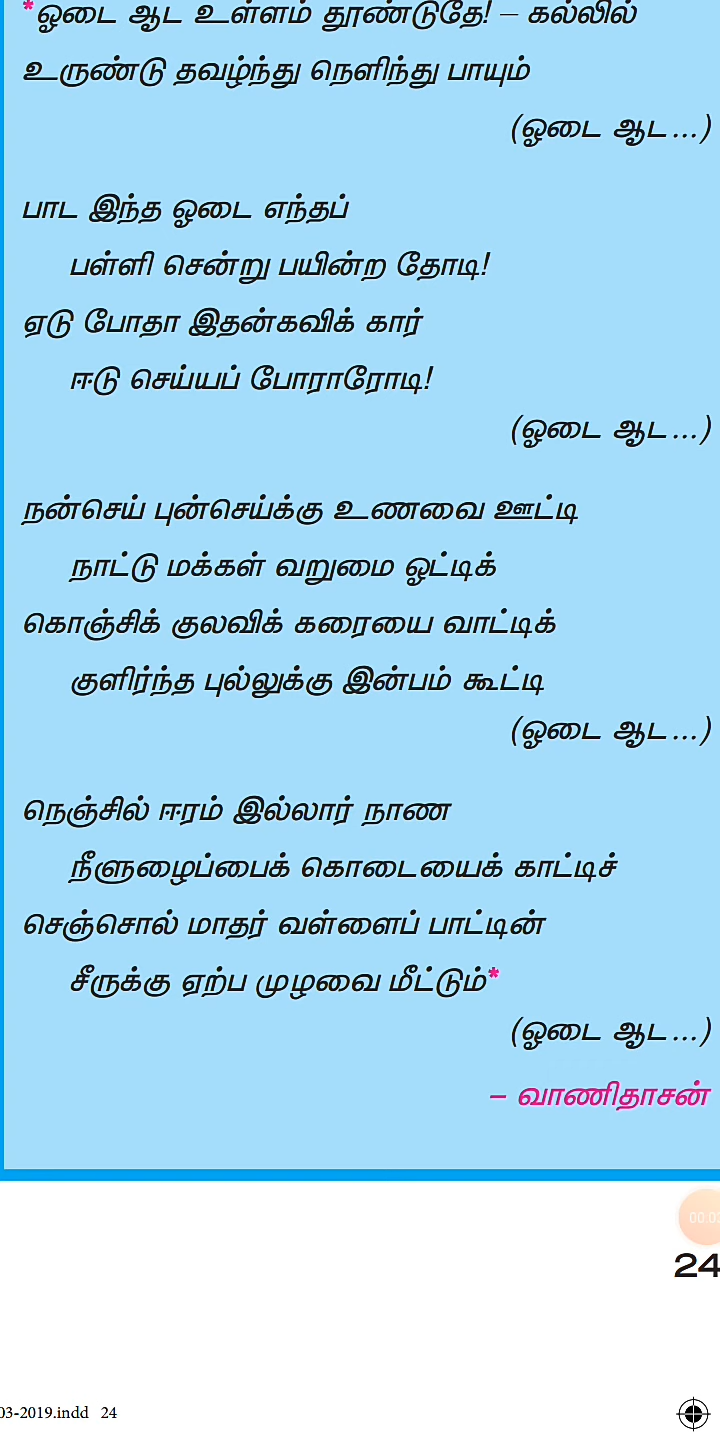 *ஓடை ஆட உள்ளம் தூண்டுதே! – கல்லில்
உருண்டு தவழ்ந்து நெளிந்து பாயும்
(ஓடை ஆட...)
பாட இந்த ஓடை எந்தப்
பள்ளி சென்று பயின்ற தோடி!
ஏடு போதா இதன்கவிக் கார்
ஈடு செய்யப் போராரோடி!
(ஓடை ஆட...)
நன்செய் புன்செய்க்கு உணவை ஊட்டி
நாட்டு மக்கள் வறுமை ஓட்டிக்
கொஞ்சிக் குலவிக் கரையை வாட்டிக்
குளிர்ந்த புல்லுக்கு இன்பம் கூட்டி
(ஓடை ஆட...)
நெஞ்சில் ஈரம் இல்லார் நாண
நீளுழைப்பைக் கொடையைக் காட்டிச்
செஞ்சொல் மாதர் வள்ளைப் பாட்டின்
சீருக்கு ஏற்ப முழவை மீட்டும்*
(ஓடை ஆட...)
– வாணிதாசன்
24
03-2019.indd 24